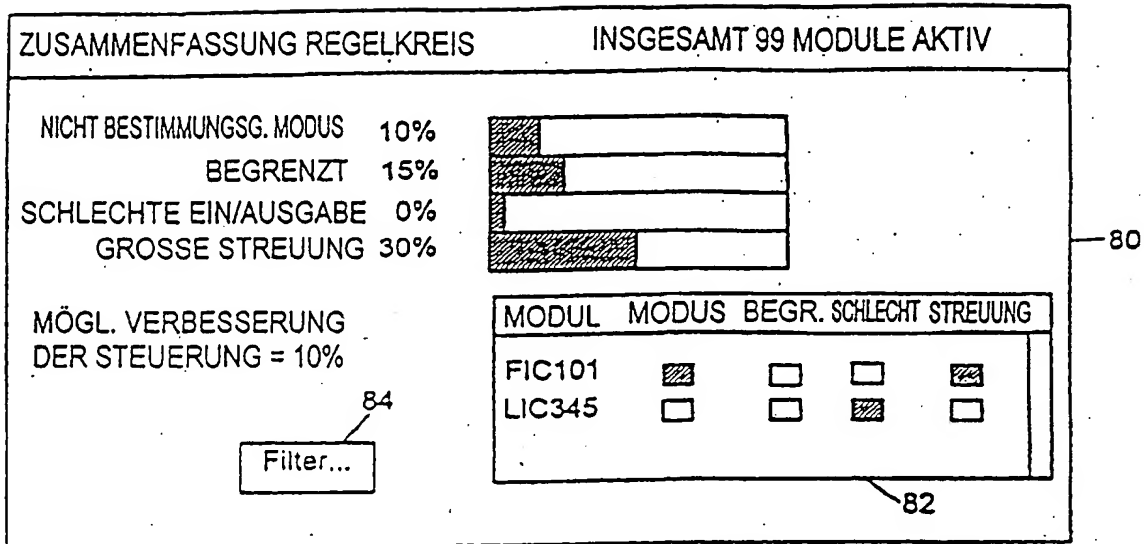 ZUSAMMENFASSUNG REGELKREIS INSGESAMT 99 MODULE AKTIV
NICHT BESTIMMUNGSG. MODUS 10%
BEGRENZT 15%
SCHLECHTE EIN/AUSGABE 0%
GROSSE STREUUNG 30%
80
MÖGL. VERBESSERUNG
DER STEUERUNG = 10%
84
Filter...
MODUL MODUS BEGR. SCHLECHT STREUUNG
FIC101
LIC345
82